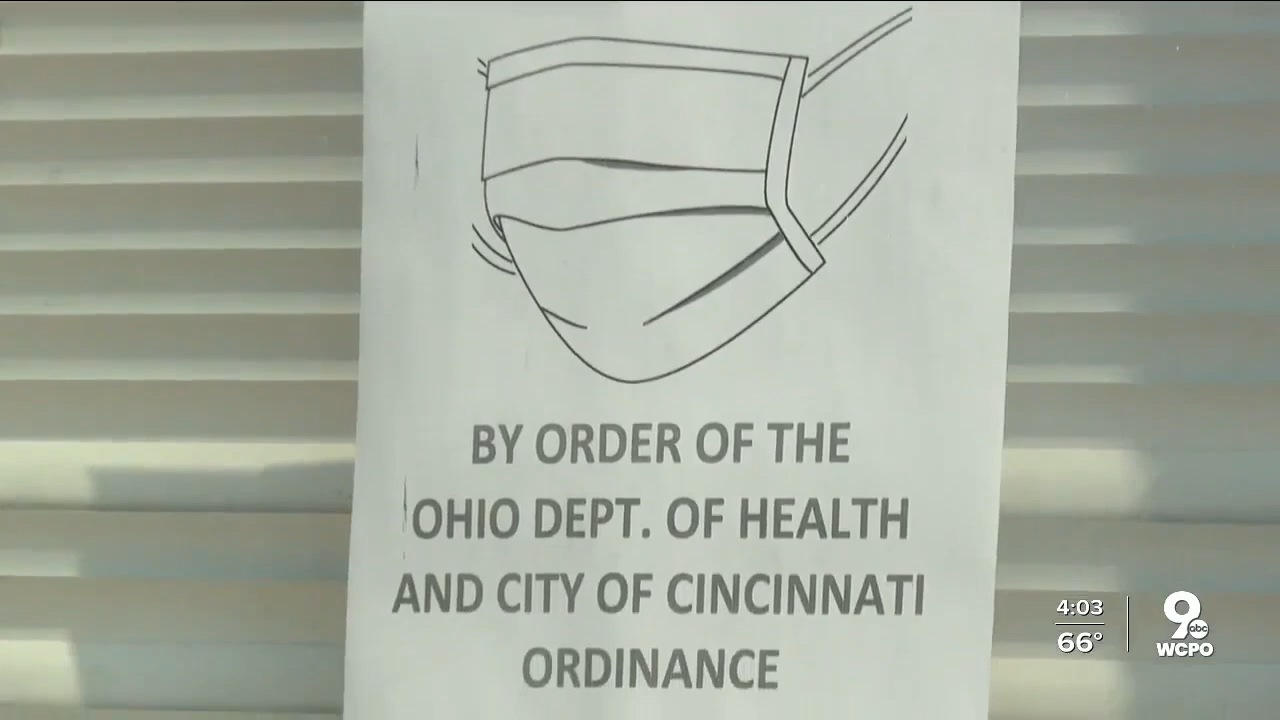 BY ORDER OF THE
OHIO DEPT. OF HEALTH
AND CITY OF CINCINNATI
ORDINANCE
4:03
66°
9
abc
WCPO